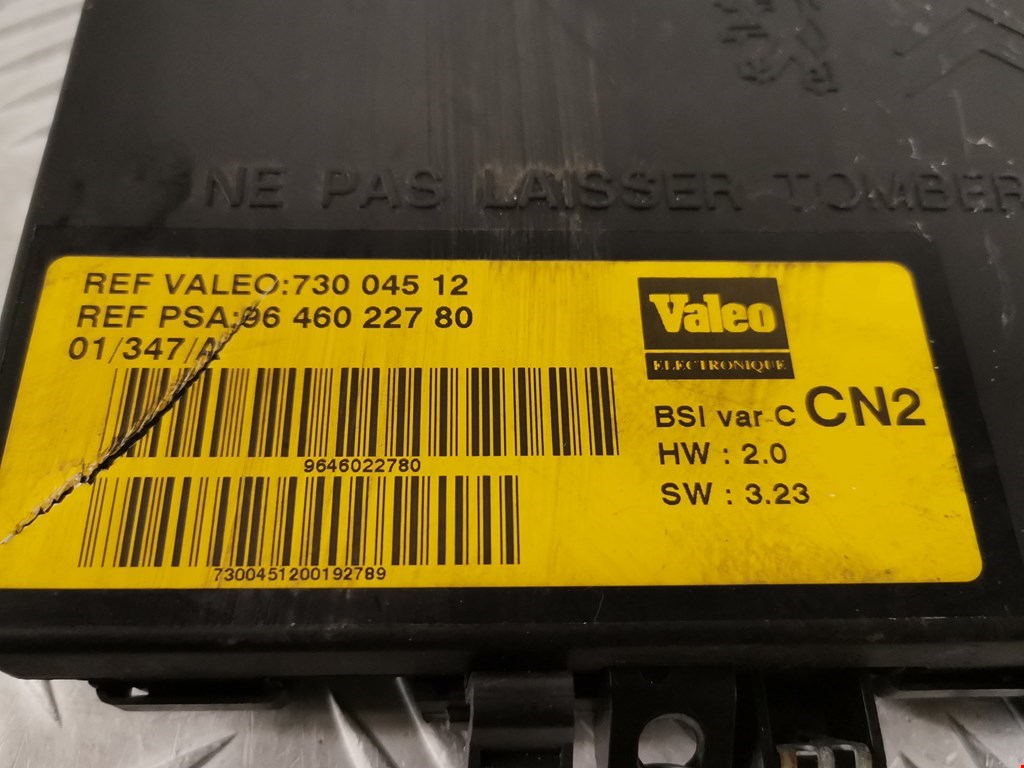 NE PAS LAISSER TOMBER
REF VALEO:730 045 12
REF PSA:96 460 227 80
01/347/A
9646022780
7300451200192789
Valeo
ELECTRONIQUE
BSI var-C CN2
HW : 2.0
SW : 3.23